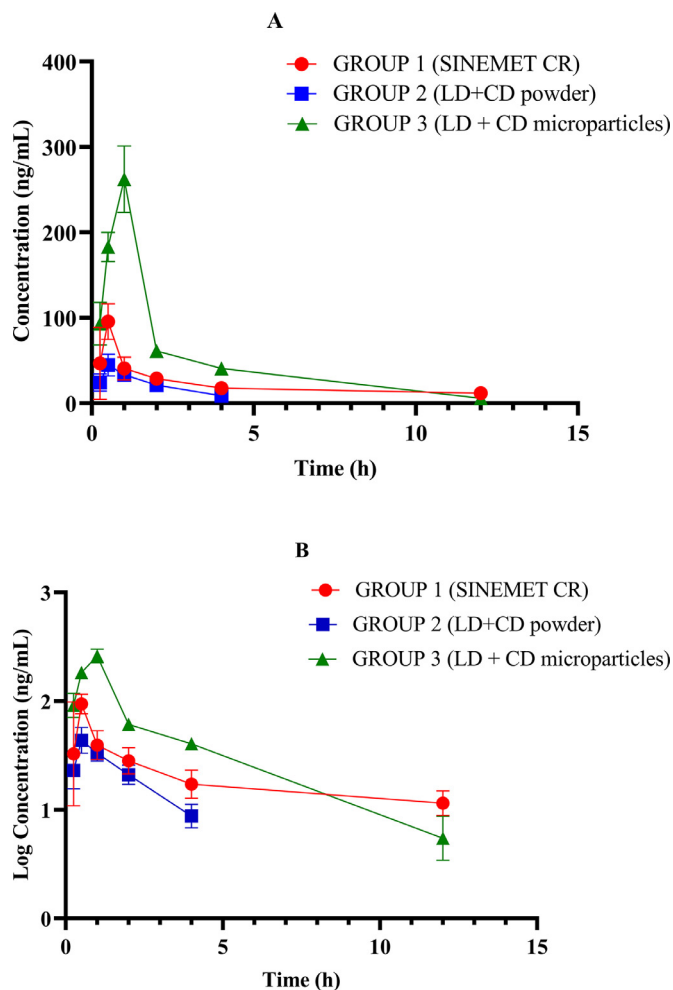 A
GROUP 1 (SINEMET CR)
GROUP 2 (LD+CD powder)
GROUP 3 (LD + CD microparticles)
Concentration (ng/mL)
400
300
200
100
0
0 5 10 15
Time (h)
B
GROUP 1 (SINEMET CR)
GROUP 2 (LD+CD powder)
GROUP 3 (LD + CD microparticles)
Log Concentration (ng/mL)
3
2
1
0
0 5 10 15
Time (h)